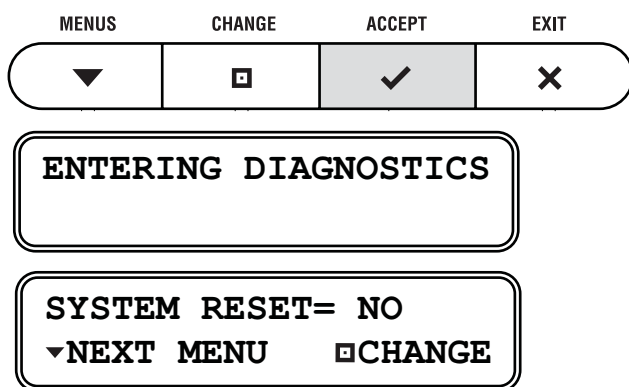 MENUS CHANGE ACCEPT EXIT
ENTERING DIAGNOSTICS
SYSTEM RESET= NO
▼NEXT MENU ⊡CHANGE